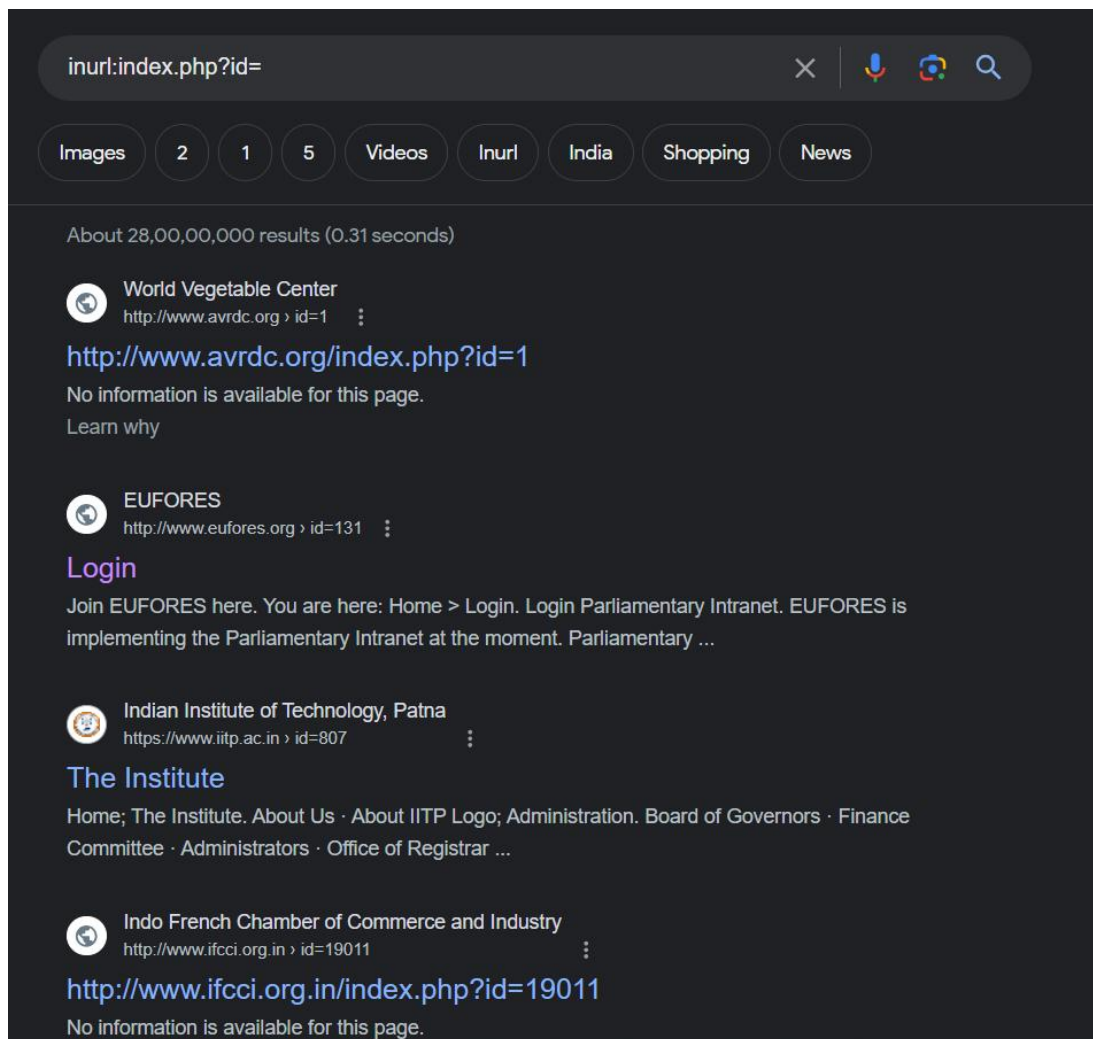 inurl:index.php?id=
Images 2 1 5 Videos Inurl India Shopping News
About 28,00,00,000 results (0.31 seconds)
World Vegetable Center
http://www.avrdc.org › id=1
http://www.avrdc.org/index.php?id=1
No information is available for this page.
Learn why
EUFORES
http://www.eufores.org › id=131
Login
Join EUFORES here. You are here: Home > Login. Login Parliamentary Intranet. EUFORES is
implementing the Parliamentary Intranet at the moment. Parliamentary ...
Indian Institute of Technology, Patna
https://www.iitp.ac.in › id=807
The Institute
Home; The Institute. About Us · About IITP Logo; Administration. Board of Governors · Finance
Committee · Administrators · Office of Registrar ...
Indo French Chamber of Commerce and Industry
http://www.ifcci.org.in › id=19011
http://www.ifcci.org.in/index.php?id=19011
No information is available for this page.